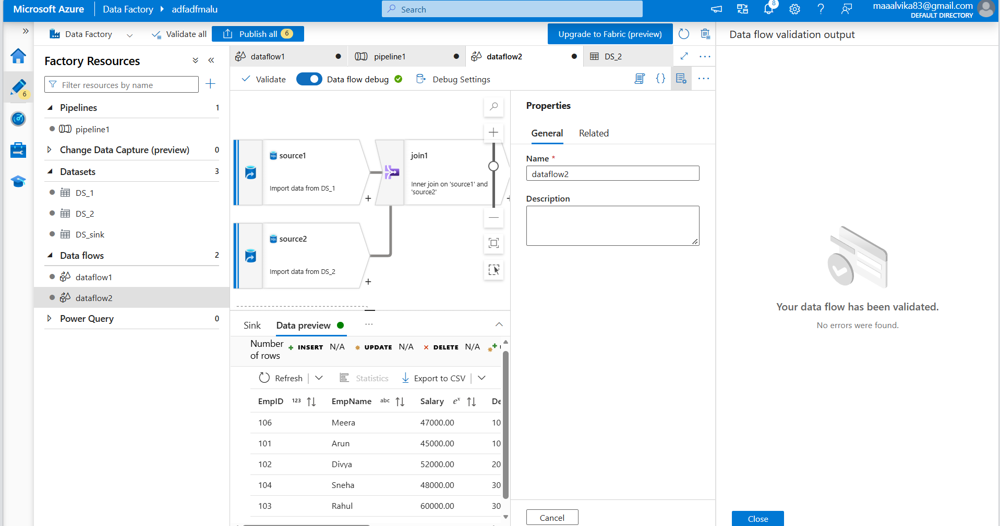 Microsoft Azure
Data Factory
adfadfmalu
Search
8
maaalvika83@gmail.com
DEFAULT DIRECTORY
Data Factory
Validate all
Publish all 6
Upgrade to Fabric (preview)
Data flow validation output
6
Factory Resources
Filter resources by name
Pipelines 1
pipeline1
Change Data Capture (preview) 0
Datasets 3
DS_1
DS_2
DS_sink
Data flows 2
dataflow1
dataflow2
Power Query 0
dataflow1
pipeline1
dataflow2
DS_2
Validate
Data flow debug
Debug Settings
SQL source1
Import data from DS_1
join1
Inner join on 'source1' and
'source2'
SQL source2
Import data from DS_2
Sink
Data preview
Number
of rows
INSERT N/A
UPDATE N/A
DELETE N/A
Refresh
Statistics
Export to CSV
EmpID 123 EmpName abc Salary eˣ De
106 Meera 47000.00 10
101 Arun 45000.00 10
102 Divya 52000.00 20
104 Sneha 48000.00 30
103 Rahul 60000.00 30
Properties
General
Related
Name *
dataflow2
Description
Cancel
Your data flow has been validated.
No errors were found.
Close